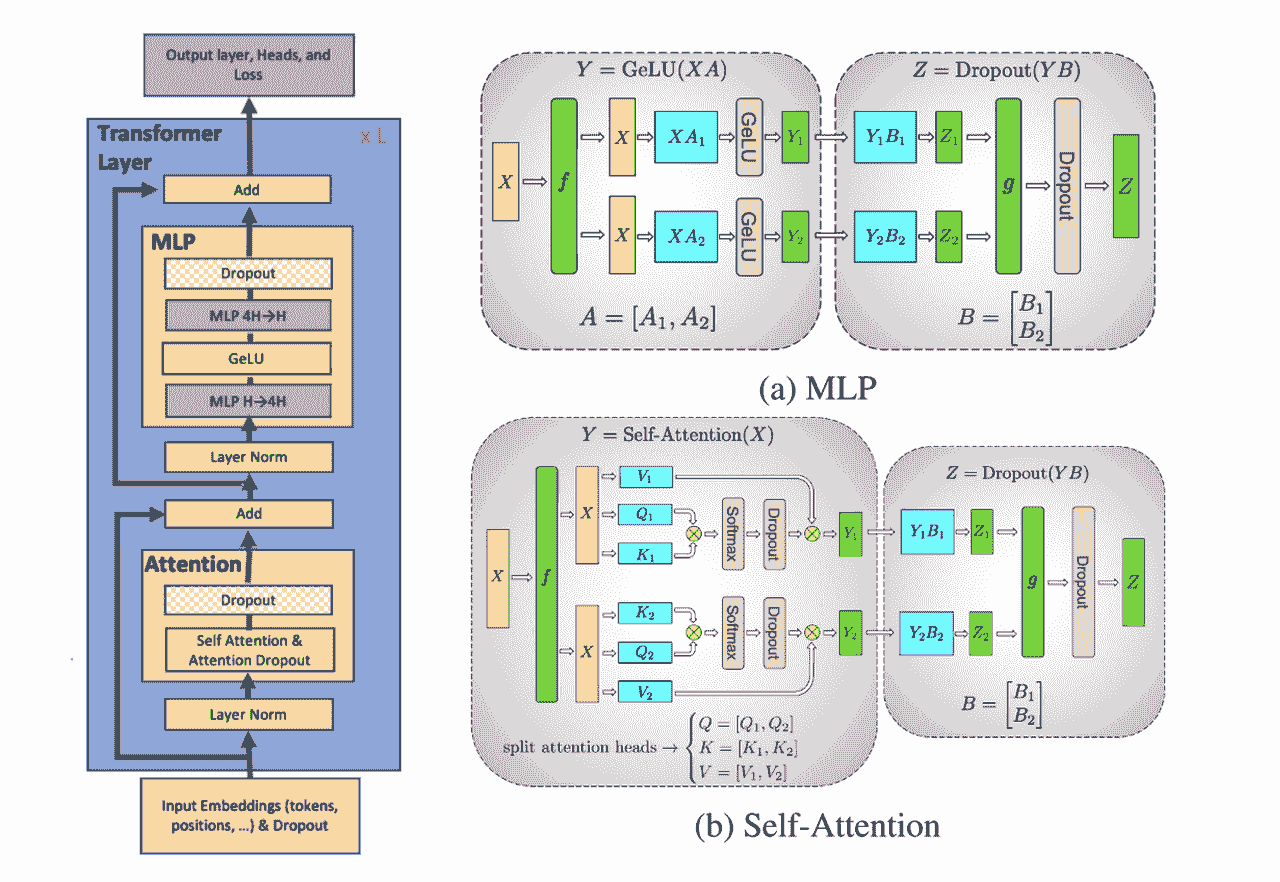 Output layer, Heads, and
Loss
Transformer
Layer
x L
Add
MLP
Dropout
MLP 4H→H
GeLU
MLP H→4H
Layer Norm
Add
Attention
Dropout
Self Attention &
Attention Dropout
Layer Norm
Input Embeddings (tokens,
positions, ...) & Dropout
Y = GeLU(XA)
X
f
X
XA₁
GeLU
Y₁
X
XA₂
GeLU
Y₂
A = [A₁, A₂]
Z = Dropout(YB)
Y₁B₁
Z₁
Y₂B₂
Z₂
g
Dropout
Z
B = [B₁
B₂]
(a) MLP
Y = Self-Attention(X)
X
f
X
V₁
Q₁
K₁
Softmax
Dropout
Y₁
X
K₂
Q₂
V₂
Softmax
Dropout
Y₂
split attention heads → { Q = [Q₁, Q₂]
K = [K₁, K₂]
V = [V₁, V₂]
Z = Dropout(YB)
Y₁B₁
Z₁
Y₂B₂
Z₂
g
Dropout
Z
B = [B₁
B₂]
(b) Self-Attention